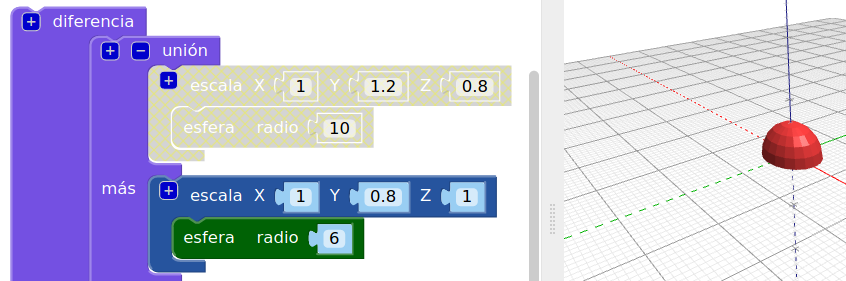 + diferencia
+ − unión
+ escala X 1 Y 1.2 Z 0.8
esfera radio 10
más + escala X 1 Y 0.8 Z 1
esfera radio 6